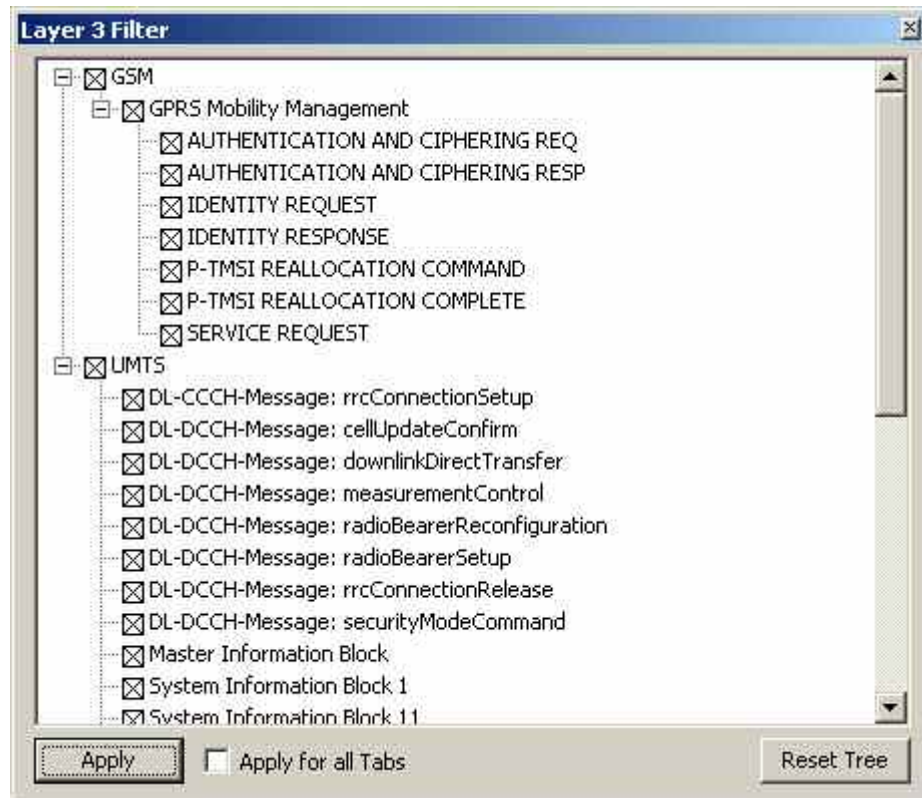 Layer 3 Filter
GSM
GPRS Mobility Management
AUTHENTICATION AND CIPHERING REQ
AUTHENTICATION AND CIPHERING RESP
IDENTITY REQUEST
IDENTITY RESPONSE
P-TMSI REALLOCATION COMMAND
P-TMSI REALLOCATION COMPLETE
SERVICE REQUEST
UMTS
DL-CCCH-Message: rrcConnectionSetup
DL-DCCH-Message: cellUpdateConfirm
DL-DCCH-Message: downlinkDirectTransfer
DL-DCCH-Message: measurementControl
DL-DCCH-Message: radioBearerReconfiguration
DL-DCCH-Message: radioBearerSetup
DL-DCCH-Message: rrcConnectionRelease
DL-DCCH-Message: securityModeCommand
Master Information Block
System Information Block 1
System Information Block 11
Apply Apply for all Tabs Reset Tree